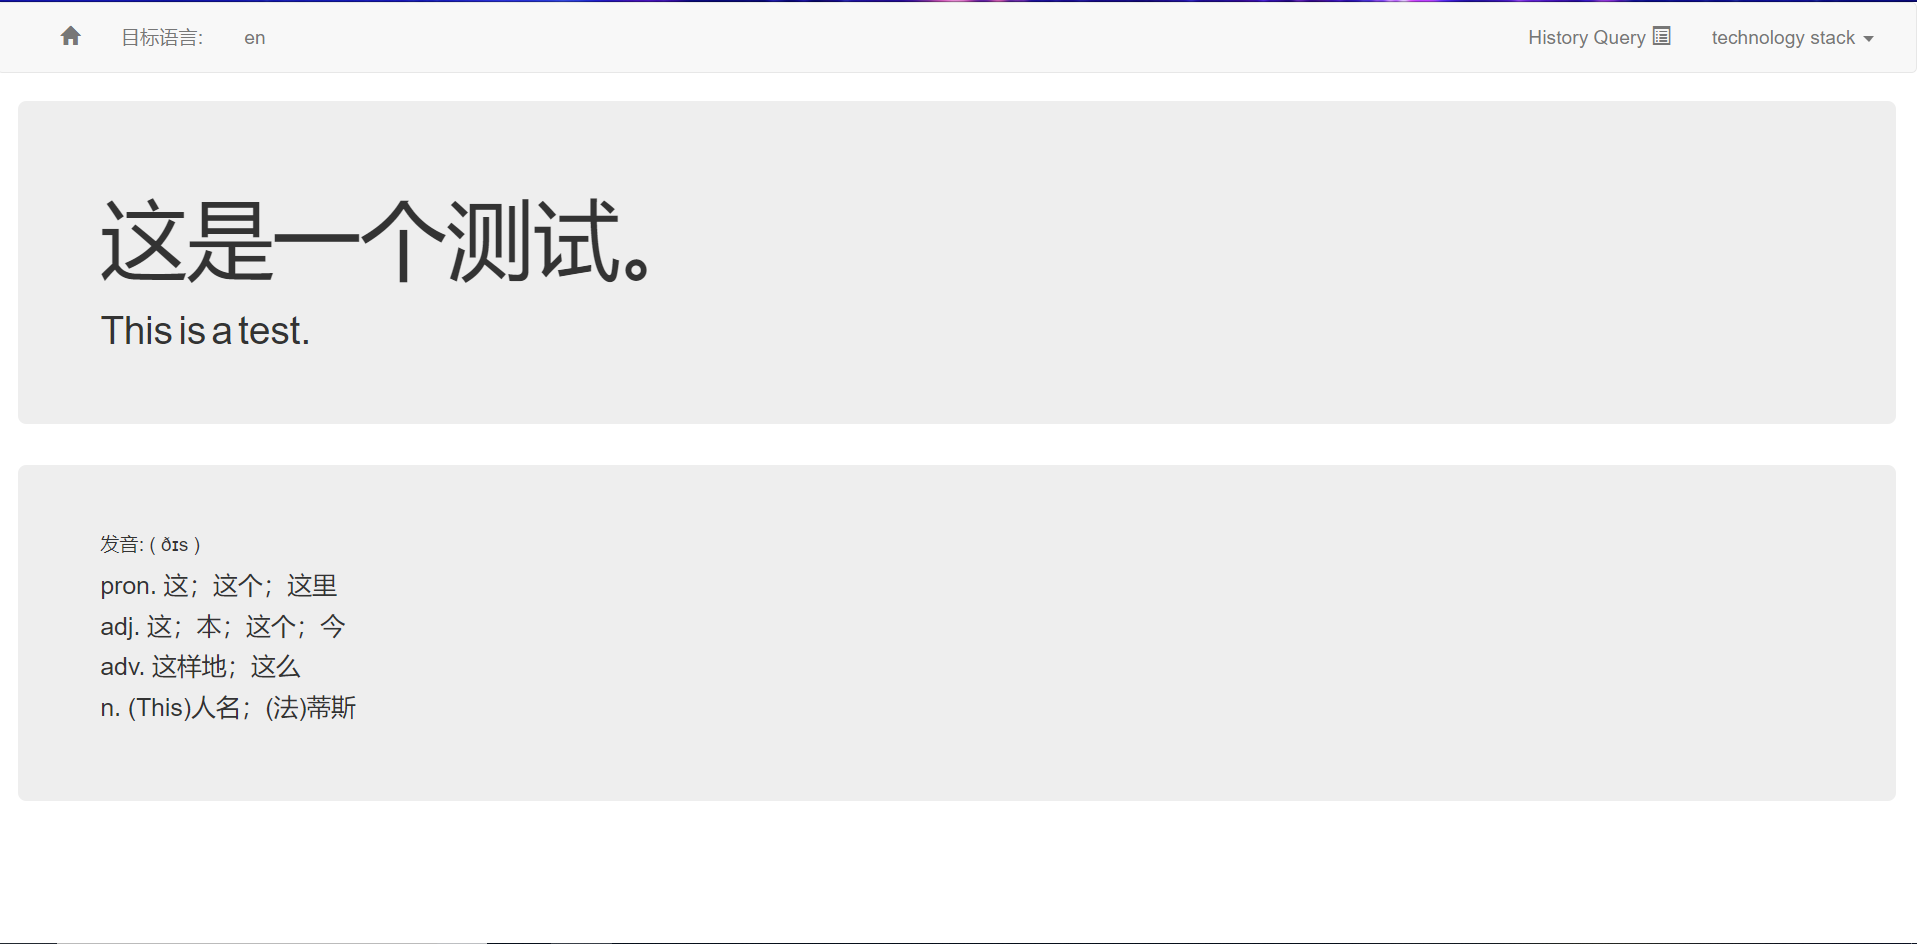 目标语言: en History Query technology stack
这是一个测试。
This is a test.
发音: ( ðɪs )
pron. 这；这个；这里
adj. 这；本；这个；今
adv. 这样地；这么
n. (This)人名；(法)蒂斯